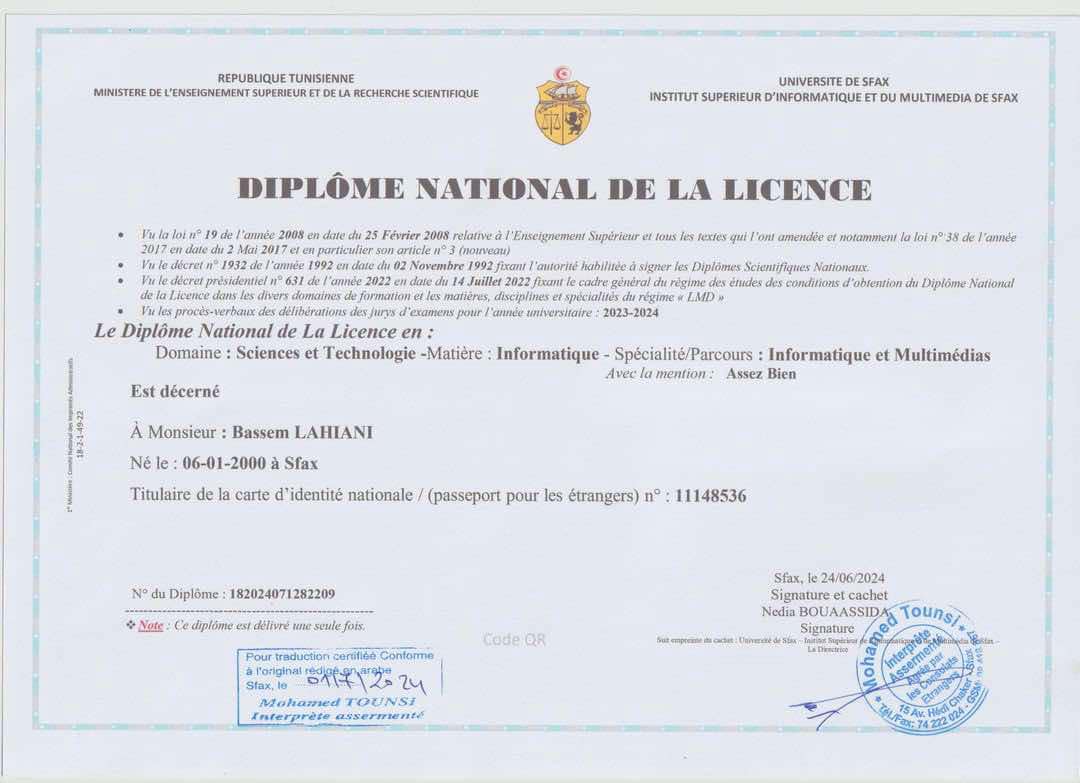 REPUBLIQUE TUNISIENNE
MINISTERE DE L'ENSEIGNEMENT SUPERIEUR ET DE LA RECHERCHE SCIENTIFIQUE
UNIVERSITE DE SFAX
INSTITUT SUPERIEUR D'INFORMATIQUE ET DU MULTIMEDIA DE SFAX
DIPLÔME NATIONAL DE LA LICENCE
• Vu la loi n° 19 de l'année 2008 en date du 25 Février 2008 relative à l'Enseignement Supérieur et tous les textes qui l'ont amendée et notamment la loi n° 38 de l'année
2017 en date du 2 Mai 2017 et en particulier son article n° 3 (nouveau)
• Vu le décret n° 1932 de l'année 1992 en date du 02 Novembre 1992 fixant l'autorité habilitée à signer les Diplômes Scientifiques Nationaux.
• Vu le décret présidentiel n° 631 de l'année 2022 en date du 14 Juillet 2022 fixant le cadre général du régime des études des conditions d'obtention du Diplôme National
de la Licence dans les divers domaines de formation et les matières, disciplines et spécialités du régime « LMD »
• Vu les procès-verbaux des délibérations des jurys d'examens pour l'année universitaire : 2023-2024
Le Diplôme National de La Licence en :
Domaine : Sciences et Technologie -Matière : Informatique - Spécialité/Parcours : Informatique et Multimédias
Avec la mention : Assez Bien
Est décerné
À Monsieur : Bassem LAHIANI
Né le : 06-01-2000 à Sfax
Titulaire de la carte d'identité nationale / (passeport pour les étrangers) n° : 11148536
1° Ministère : Comité National des Imprimés Administratifs
18-2-1-49-22
N° du Diplôme : 182024071282209
❖ Note : Ce diplôme est délivré une seule fois.
Code QR
Sfax, le 24/06/2024
Signature et cachet
Nedia BOUAASSIDA
Signature
Suit empreinte du cachet : Université de Sfax – Institut Supérieur de Multimédia de Sfax –
La Directrice
Pour traduction certifiée Conforme
à l'original rédigé en arabe
Sfax, le 01/7/2024
Mohamed TOUNSI
Interprète assermenté
Mohamed Tounsi
Interprète
Assermenté
Agréé par
les Consulats
Etrangers
15 Av. Hédi Chaker Sfax
Tél./Fax: 74 222 024 - GSM